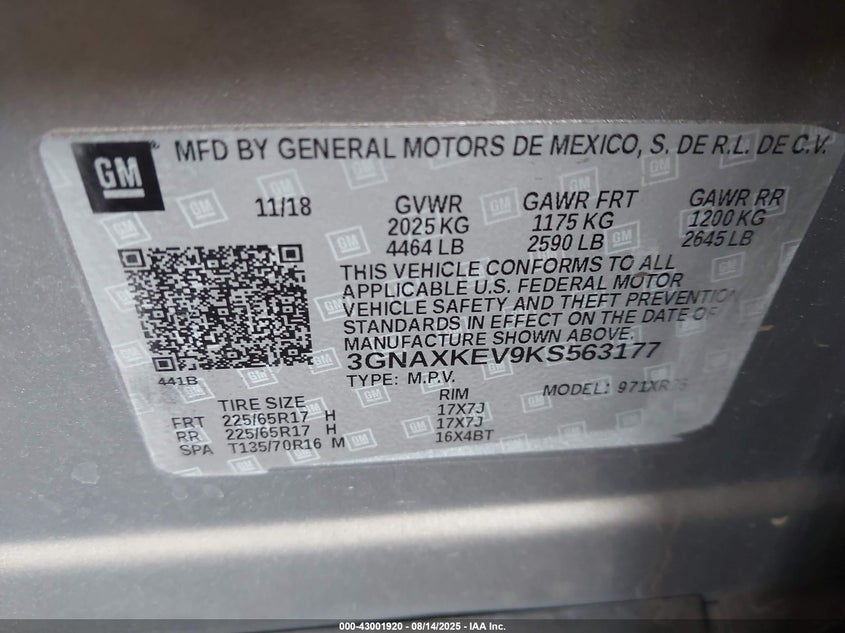 GM
MFD BY GENERAL MOTORS DE MEXICO, S. DE R.L. DE C.V.
11/18 GVWR GAWR FRT GAWR RR
2025 KG 1175 KG 1200 KG
4464 LB 2590 LB 2645 LB
THIS VEHICLE CONFORMS TO ALL
APPLICABLE U.S. FEDERAL MOTOR
VEHICLE SAFETY AND THEFT PREVENTION
STANDARDS IN EFFECT ON THE DATE OF
MANUFACTURE SHOWN ABOVE.
3GNAXKEV9KS563177
441B TYPE: M.P.V. MODEL:
TIRE SIZE RIM
FRT 225/65R17 H 17X7J
RR 225/65R17 H 17X7J
SPA T135/70R16 M 16X4BT
000-43001920 - 08/14/2025 - IAA Inc.